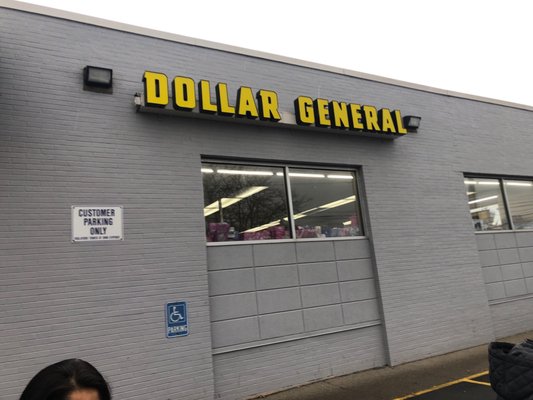 DOLLAR GENERAL
CUSTOMER
PARKING
ONLY
PARKING